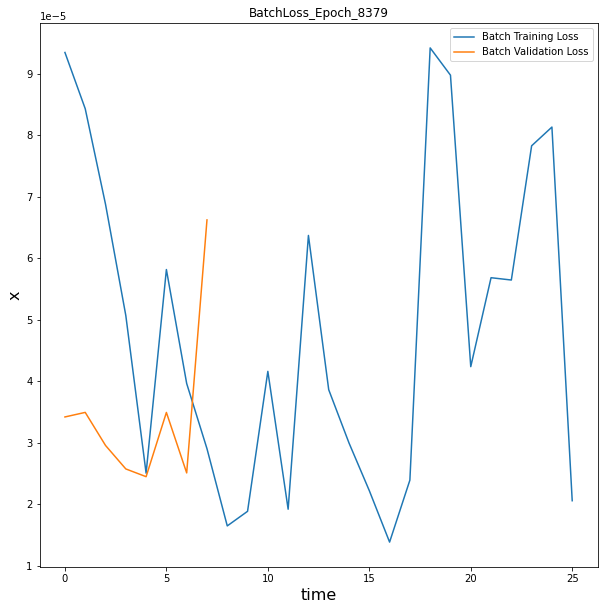 BatchLoss_Epoch_8379
1e−5
Batch Training Loss
Batch Validation Loss
9
8
7
6
5
4
3
2
1
x
0 5 10 15 20 25
time